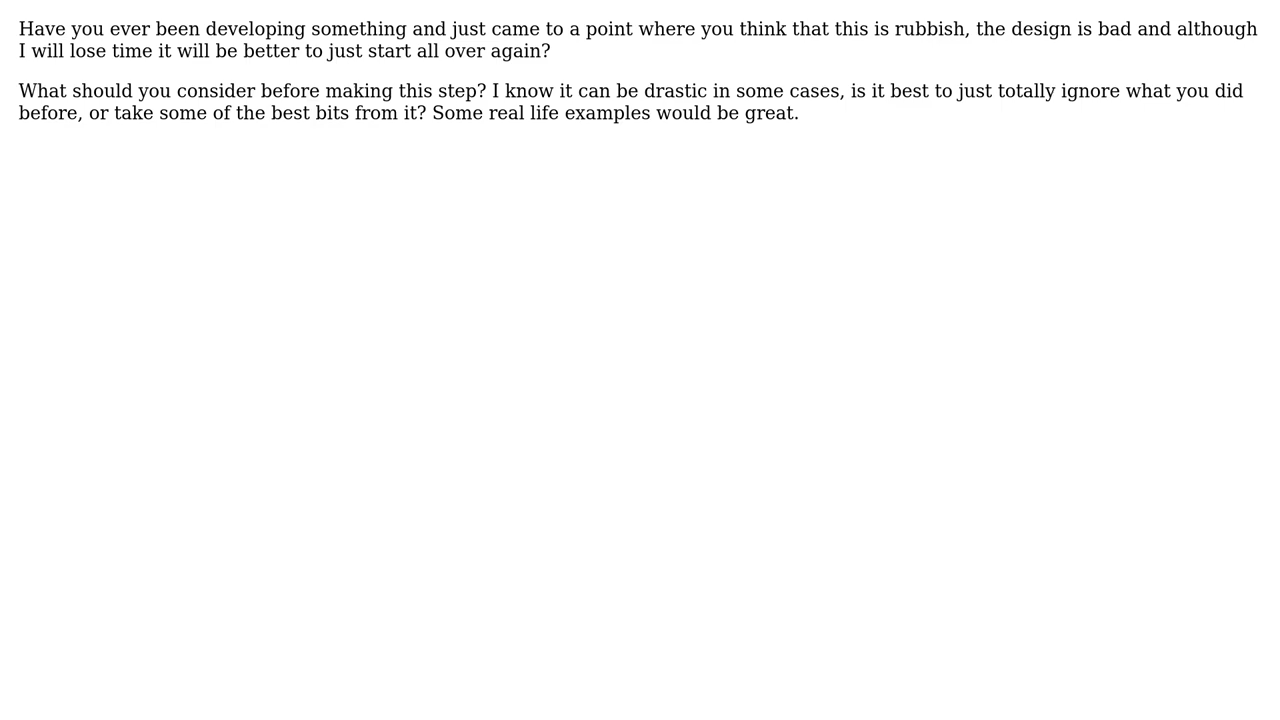 Have you ever been developing something and just came to a point where you think that this is rubbish, the design is bad and although
I will lose time it will be better to just start all over again?
What should you consider before making this step? I know it can be drastic in some cases, is it best to just totally ignore what you did
before, or take some of the best bits from it? Some real life examples would be great.